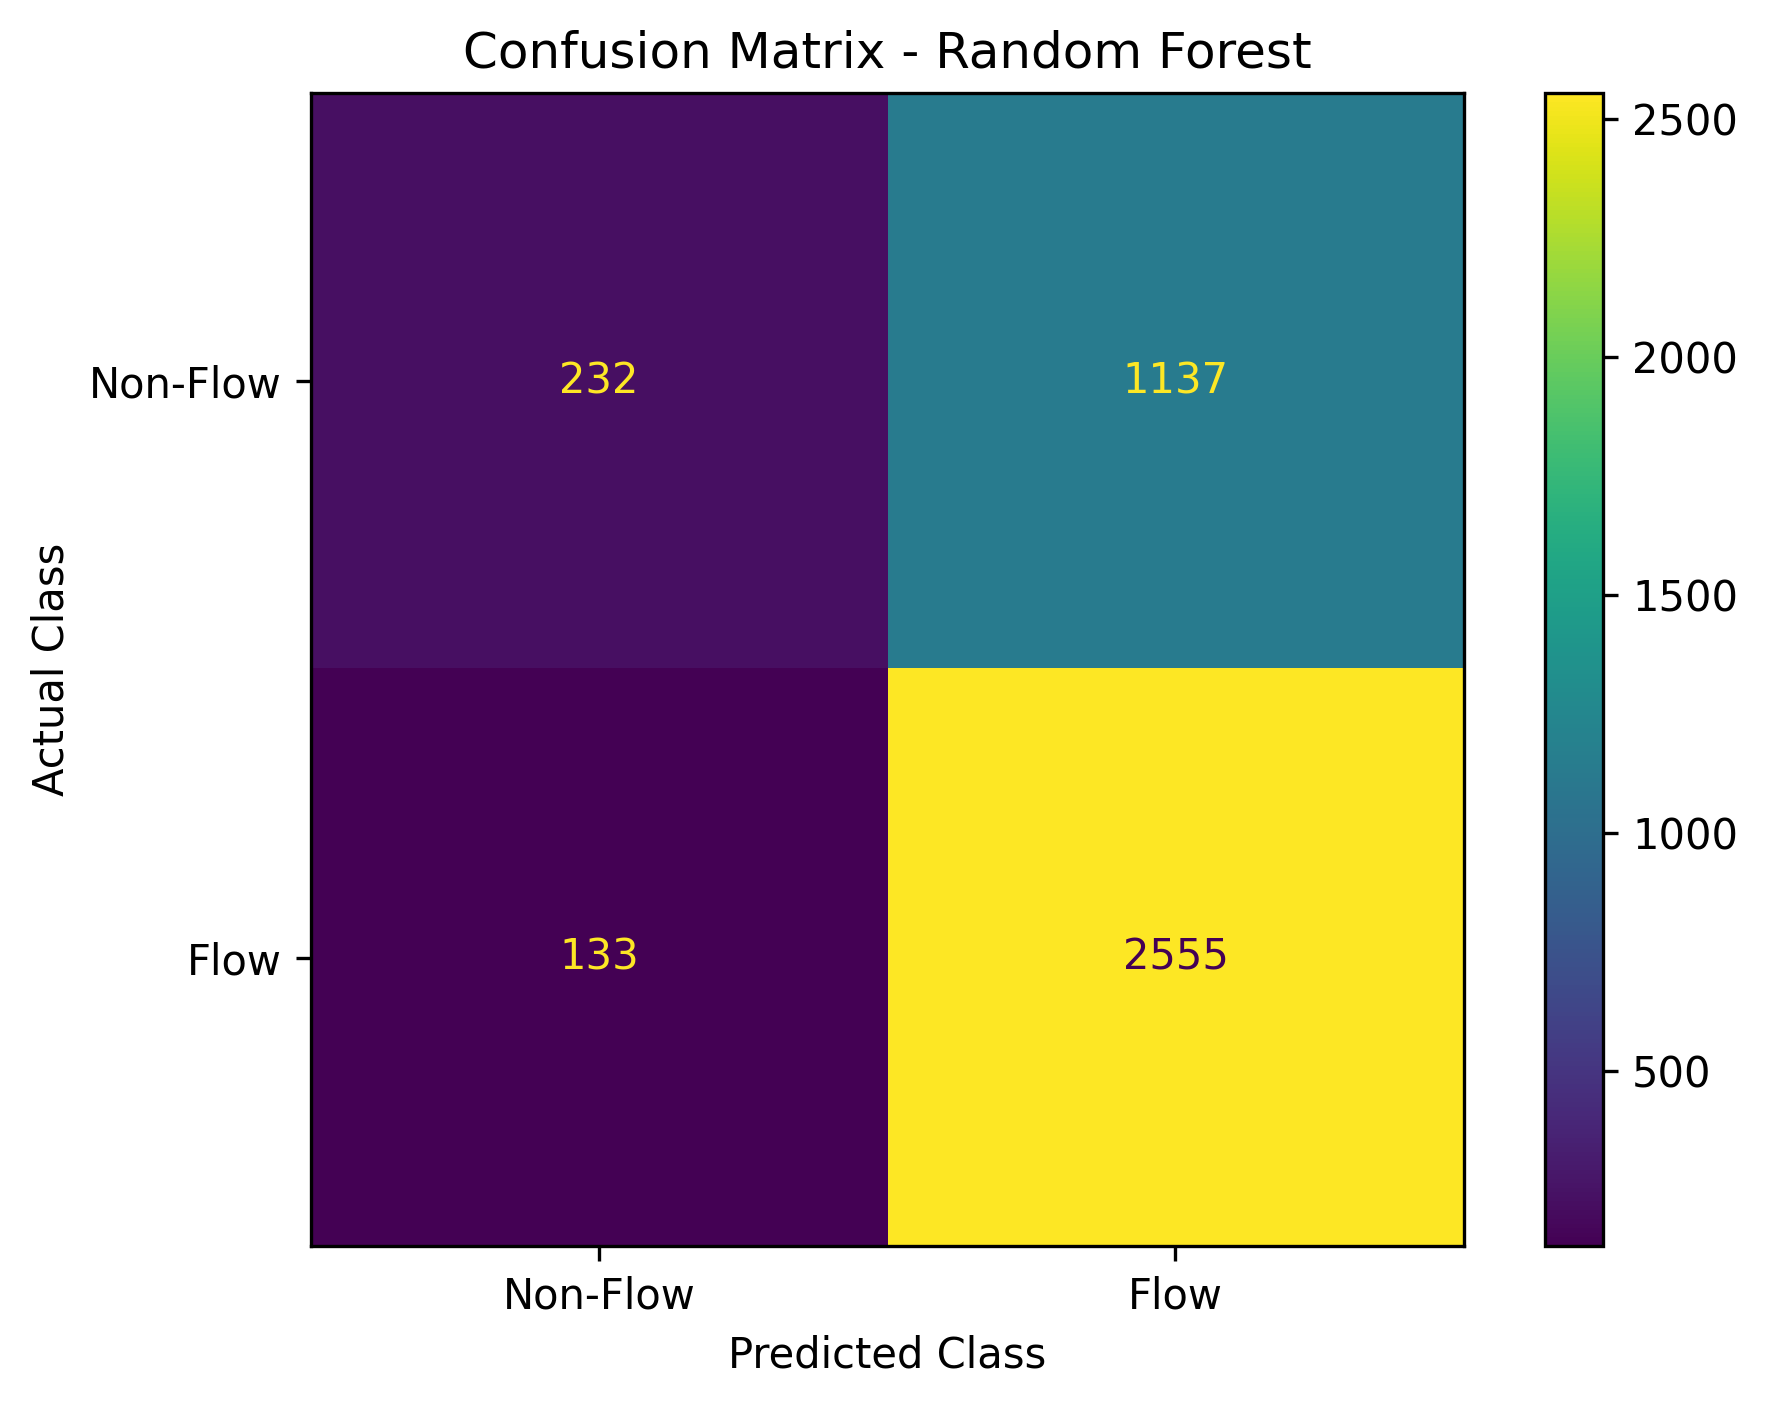 Confusion Matrix - Random Forest
2500
2000
1500
1000
500
Actual Class
Non-Flow
232
1137
Flow
133
2555
Non-Flow
Flow
Predicted Class